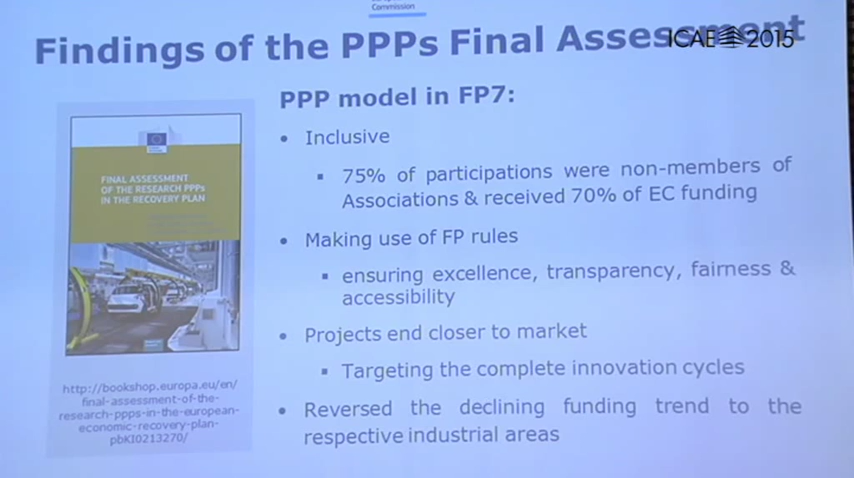 Commission
Findings of the PPPs Final Assessment
ICAE 2015
PPP model in FP7:
• Inclusive
▪ 75% of participations were non-members of
Associations & received 70% of EC funding
• Making use of FP rules
▪ ensuring excellence, transparency, fairness &
accessibility
• Projects end closer to market
▪ Targeting the complete innovation cycles
• Reversed the declining funding trend to the
respective industrial areas
FINAL ASSESSMENT
OF THE RESEARCH PPPs
IN THE RECOVERY PLAN
http://bookshop.europa.eu/en/
final-assessment-of-the-
research-ppps-in-the-european-
economic-recovery-plan-
pbKI0213270/